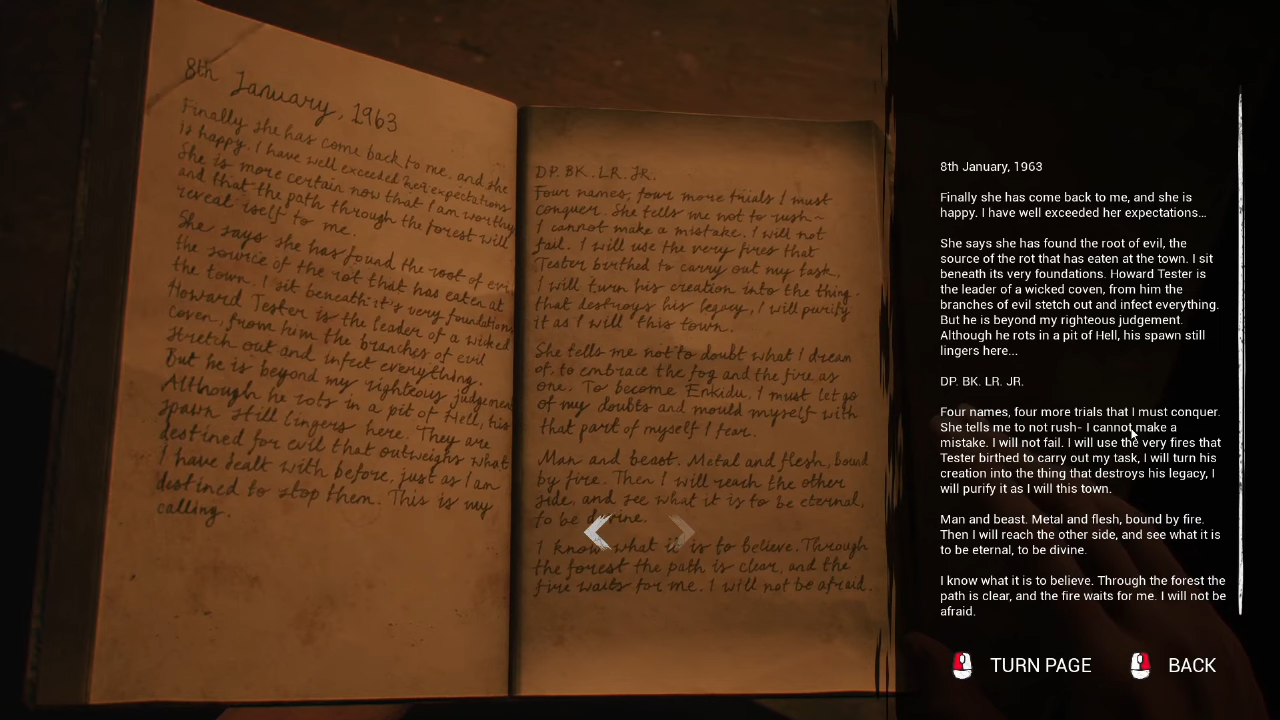 8th January, 1963
Finally she has come back to me, and she
is happy. I have well exceeded her expectations
She is more certain now that I am worthy
and that the path through the forest will
reveal itself to me.
She says she has found the root of evil
the source of the rot that has eaten at
the town. I sit beneath it's very foundations
Howard Tester is the leader of a wicked
coven, from him the branches of evil
stretch out and infect everything.
But he is beyond my righteous judgement
Although he rots in a pit of Hell, his
spawn still lingers here. They are
destined for evil that outweighs what
I have dealt with before, just as I am
destined to stop them. This is my
calling.
DP. BK. LR. JR.
Four names, four more trials I must
conquer. She tells me not to rush~
I cannot make a mistake. I will not
fail. I will use the very fires that
Tester birthed to carry out my task,
I will turn his creation into the thing
that destroys his legacy, I will purify
it as I will this town.
She tells me not to doubt what I dream
of, to embrace the fog and the fire as
one. To become Enkidu, I must let go
of my doubts and mould myself with
that part of myself I fear.
Man and beast. Metal and flesh, bound
by fire. Then I will reach the other
side, and see what it is to be eternal,
to be divine.
I know what it is to believe. Through
the forest the path is clear, and the
fire waits for me. I will not be afraid.
8th January, 1963
Finally she has come back to me, and she is
happy. I have well exceeded her expectations...
She says she has found the root of evil, the
source of the rot that has eaten at the town. I sit
beneath its very foundations. Howard Tester is
the leader of a wicked coven, from him the
branches of evil stretch out and infect everything.
But he is beyond my righteous judgement.
Although he rots in a pit of Hell, his spawn still
lingers here...
DP. BK. LR. JR.
Four names, four more trials that I must conquer.
She tells me to not rush- I cannot make a
mistake. I will not fail. I will use the very fires that
Tester birthed to carry out my task, I will turn his
creation into the thing that destroys his legacy, I
will purify it as I will this town.
Man and beast. Metal and flesh, bound by fire.
Then I will reach the other side, and see what it is
to be eternal, to be divine.
I know what it is to believe. Through the forest the
path is clear, and the fire waits for me. I will not be
afraid.
TURN PAGE
BACK